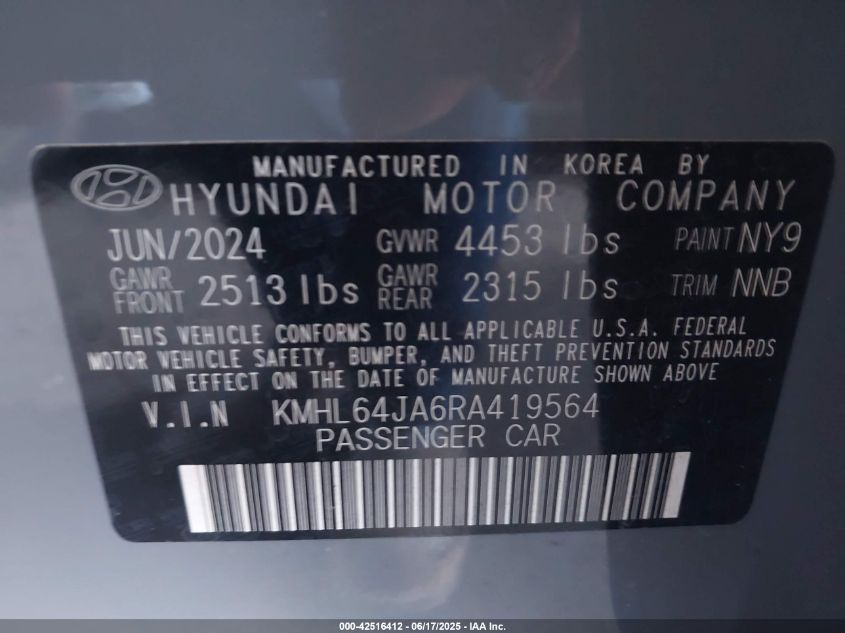 MANUFACTURED IN KOREA BY
HYUNDAI MOTOR COMPANY
JUN/2024 GVWR 4453 lbs PAINT NY9
GAWR FRONT 2513 lbs GAWR REAR 2315 lbs TRIM NNB
THIS VEHICLE CONFORMS TO ALL APPLICABLE U.S.A. FEDERAL
MOTOR VEHICLE SAFETY, BUMPER, AND THEFT PREVENTION STANDARDS
IN EFFECT ON THE DATE OF MANUFACTURE SHOWN ABOVE
V.I.N KMHL64JA6RA419564
PASSENGER CAR
000-42516412 - 06/17/2025 - IAA Inc.